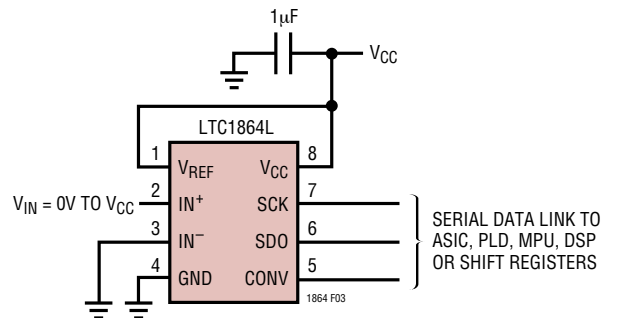 1μF
VCC
LTC1864L
1
VREF
VCC
8
VIN = 0V TO VCC
2
IN+
SCK
7
3
IN−
SDO
6
4
GND
CONV
5
SERIAL DATA LINK TO
ASIC, PLD, MPU, DSP
OR SHIFT REGISTERS
1864 F03